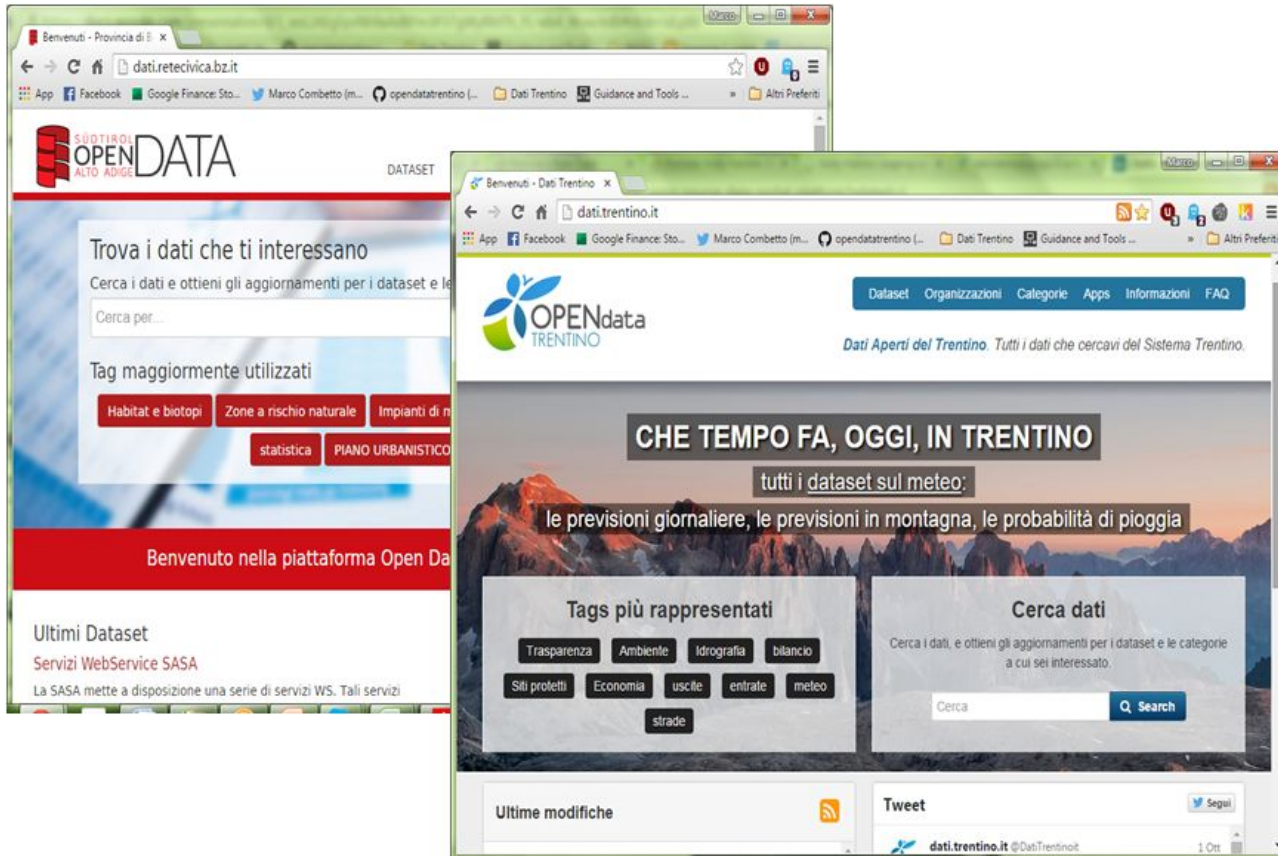 Marco
Benvenuti - Provincia di B
dati.retecivica.bz.it
App Facebook Google Finance: Sto... Marco Combetto (m... opendatatrentino (... Dati Trentino Guidance and Tools ... » Altri Preferiti
SÜDTIROL
OPEN DATA
ALTO ADIGE
DATASET
Trova i dati che ti interessano
Cerca i dati e ottieni gli aggiornamenti per i dataset e le
Cerca per...
Tag maggiormente utilizzati
Habitat e biotopi Zone a rischio naturale Impianti di m
statistica PIANO URBANISTICO
Benvenuto nella piattaforma Open Da
Ultimi Dataset
Servizi WebService SASA
La SASA mette a disposizione una serie di servizi WS. Tali servizi
Marco
Benvenuti - Dati Trentino
dati.trentino.it
App Facebook Google Finance: Sto... Marco Combetto (m... opendatatrentino (... Dati Trentino Guidance and Tools ... » Altri Preferiti
OPENdata
TRENTINO
Dataset Organizzazioni Categorie Apps Informazioni FAQ
Dati Aperti del Trentino. Tutti i dati che cercavi del Sistema Trentino.
CHE TEMPO FA, OGGI, IN TRENTINO
tutti i dataset sul meteo:
le previsioni giornaliere, le previsioni in montagna, le probabilità di pioggia
Tags più rappresentati
Trasparenza Ambiente Idrografia bilancio
Siti protetti Economia uscite entrate meteo
strade
Cerca dati
Cerca i dati, e ottieni gli aggiornamenti per i dataset e le categorie
a cui sei interessato.
Cerca Search
Ultime modifiche
Tweet Segui
dati.trentino.it @DatiTrentinoit 1 Ott